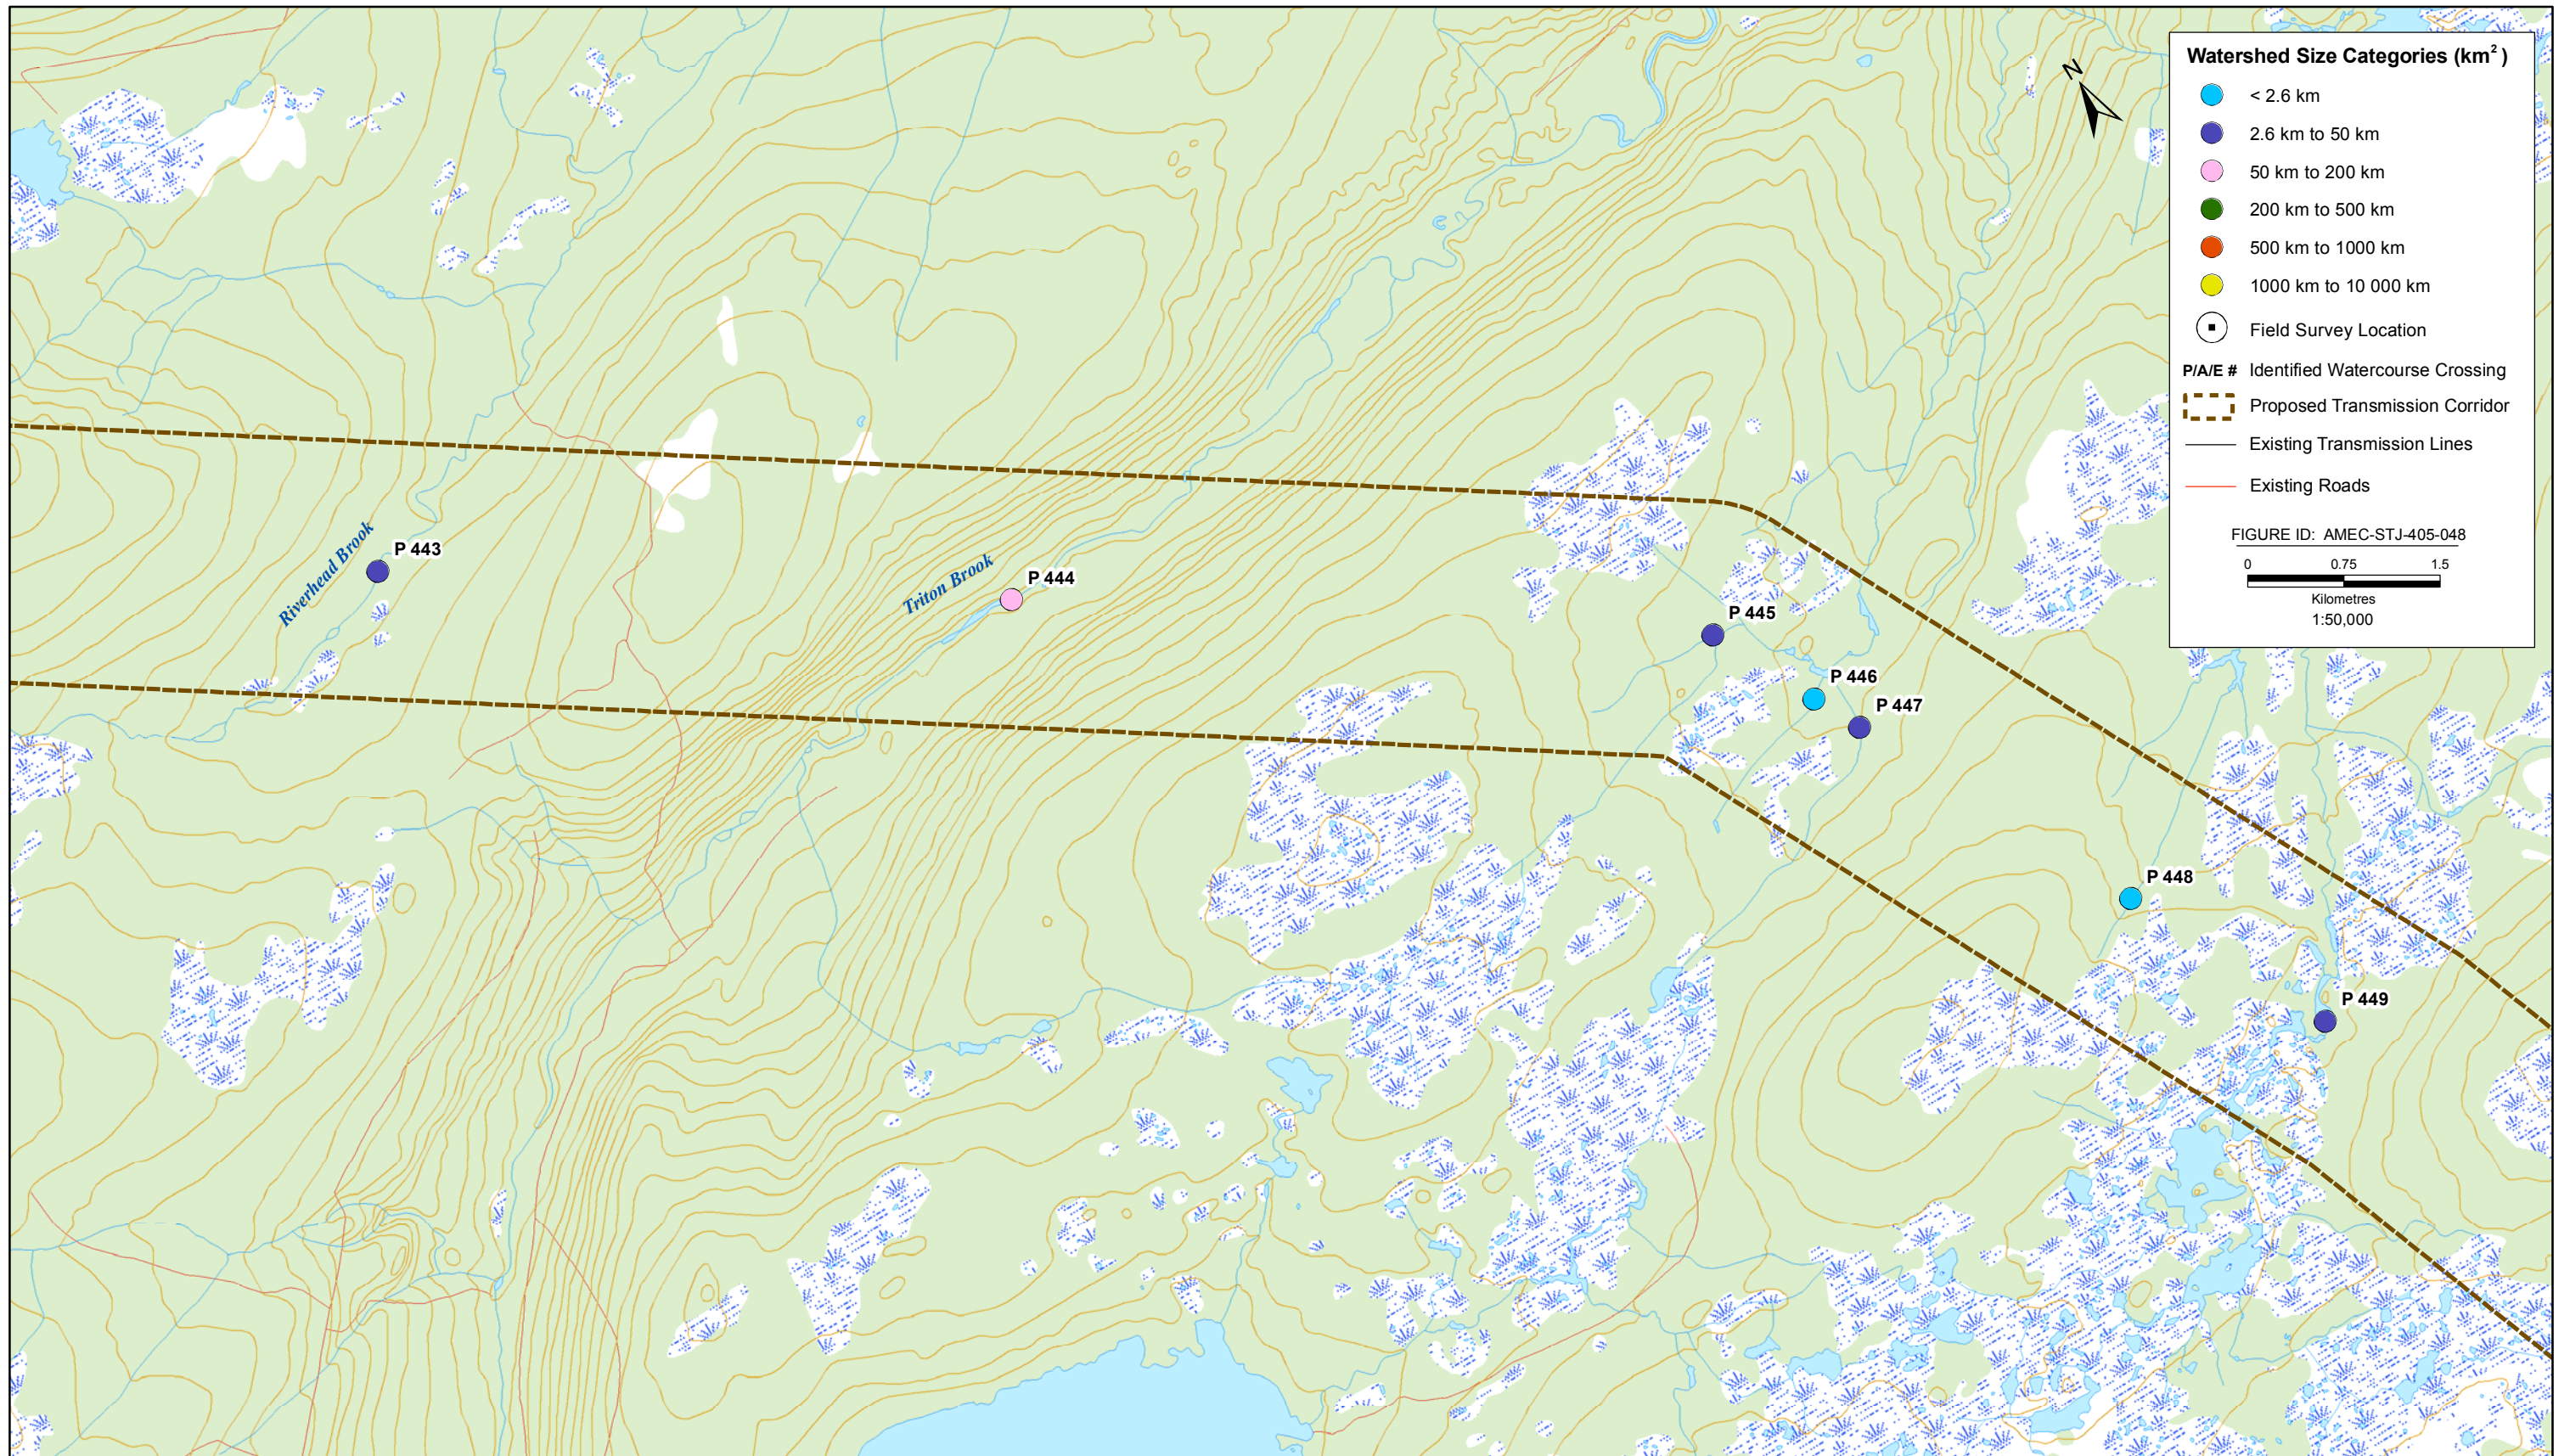 Watershed Size Categories (km²)
< 2.6 km
2.6 km to 50 km
50 km to 200 km
200 km to 500 km
500 km to 1000 km
1000 km to 10 000 km
Field Survey Location
P/A/E # Identified Watercourse Crossing
Proposed Transmission Corridor
Existing Transmission Lines
Existing Roads
FIGURE ID: AMEC-STJ-405-048
0 0.75 1.5
Kilometres
1:50,000
N
Riverhead Brook
P 443
Triton Brook
P 444
P 445
P 446
P 447
P 448
P 449